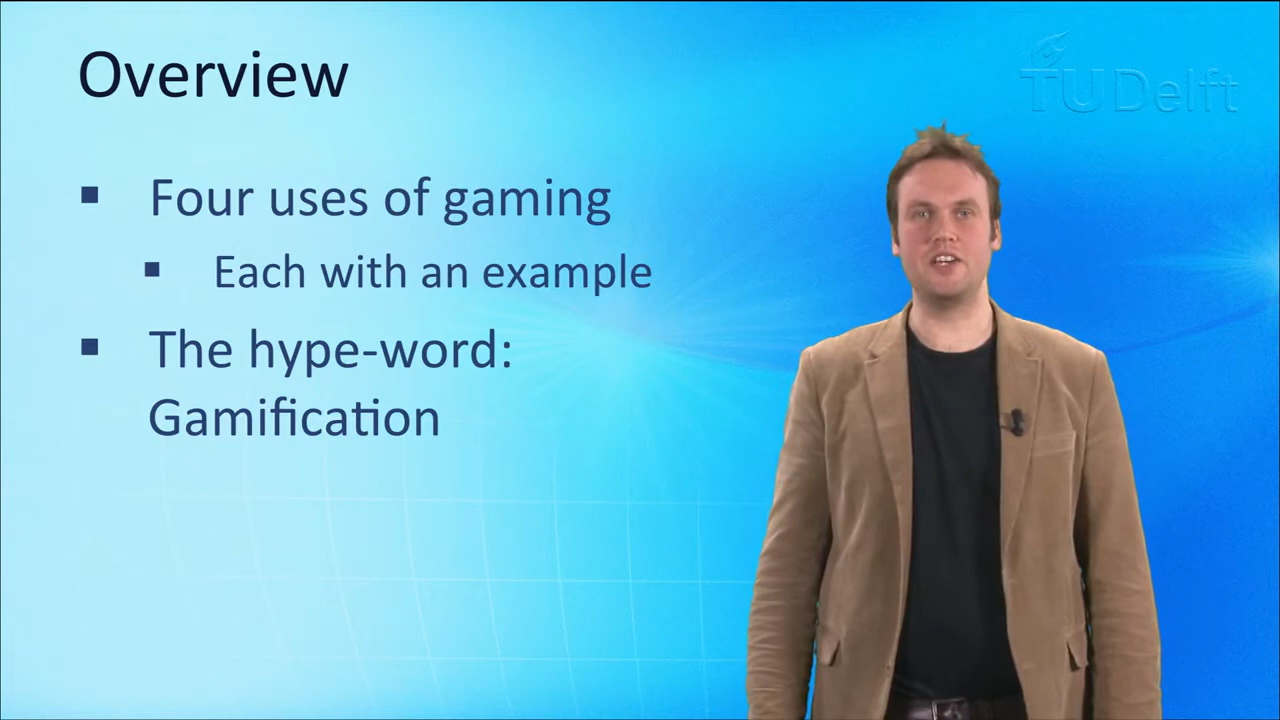 Overview
TU Delft
▪ Four uses of gaming
▪ Each with an example
▪ The hype-word:
Gamification